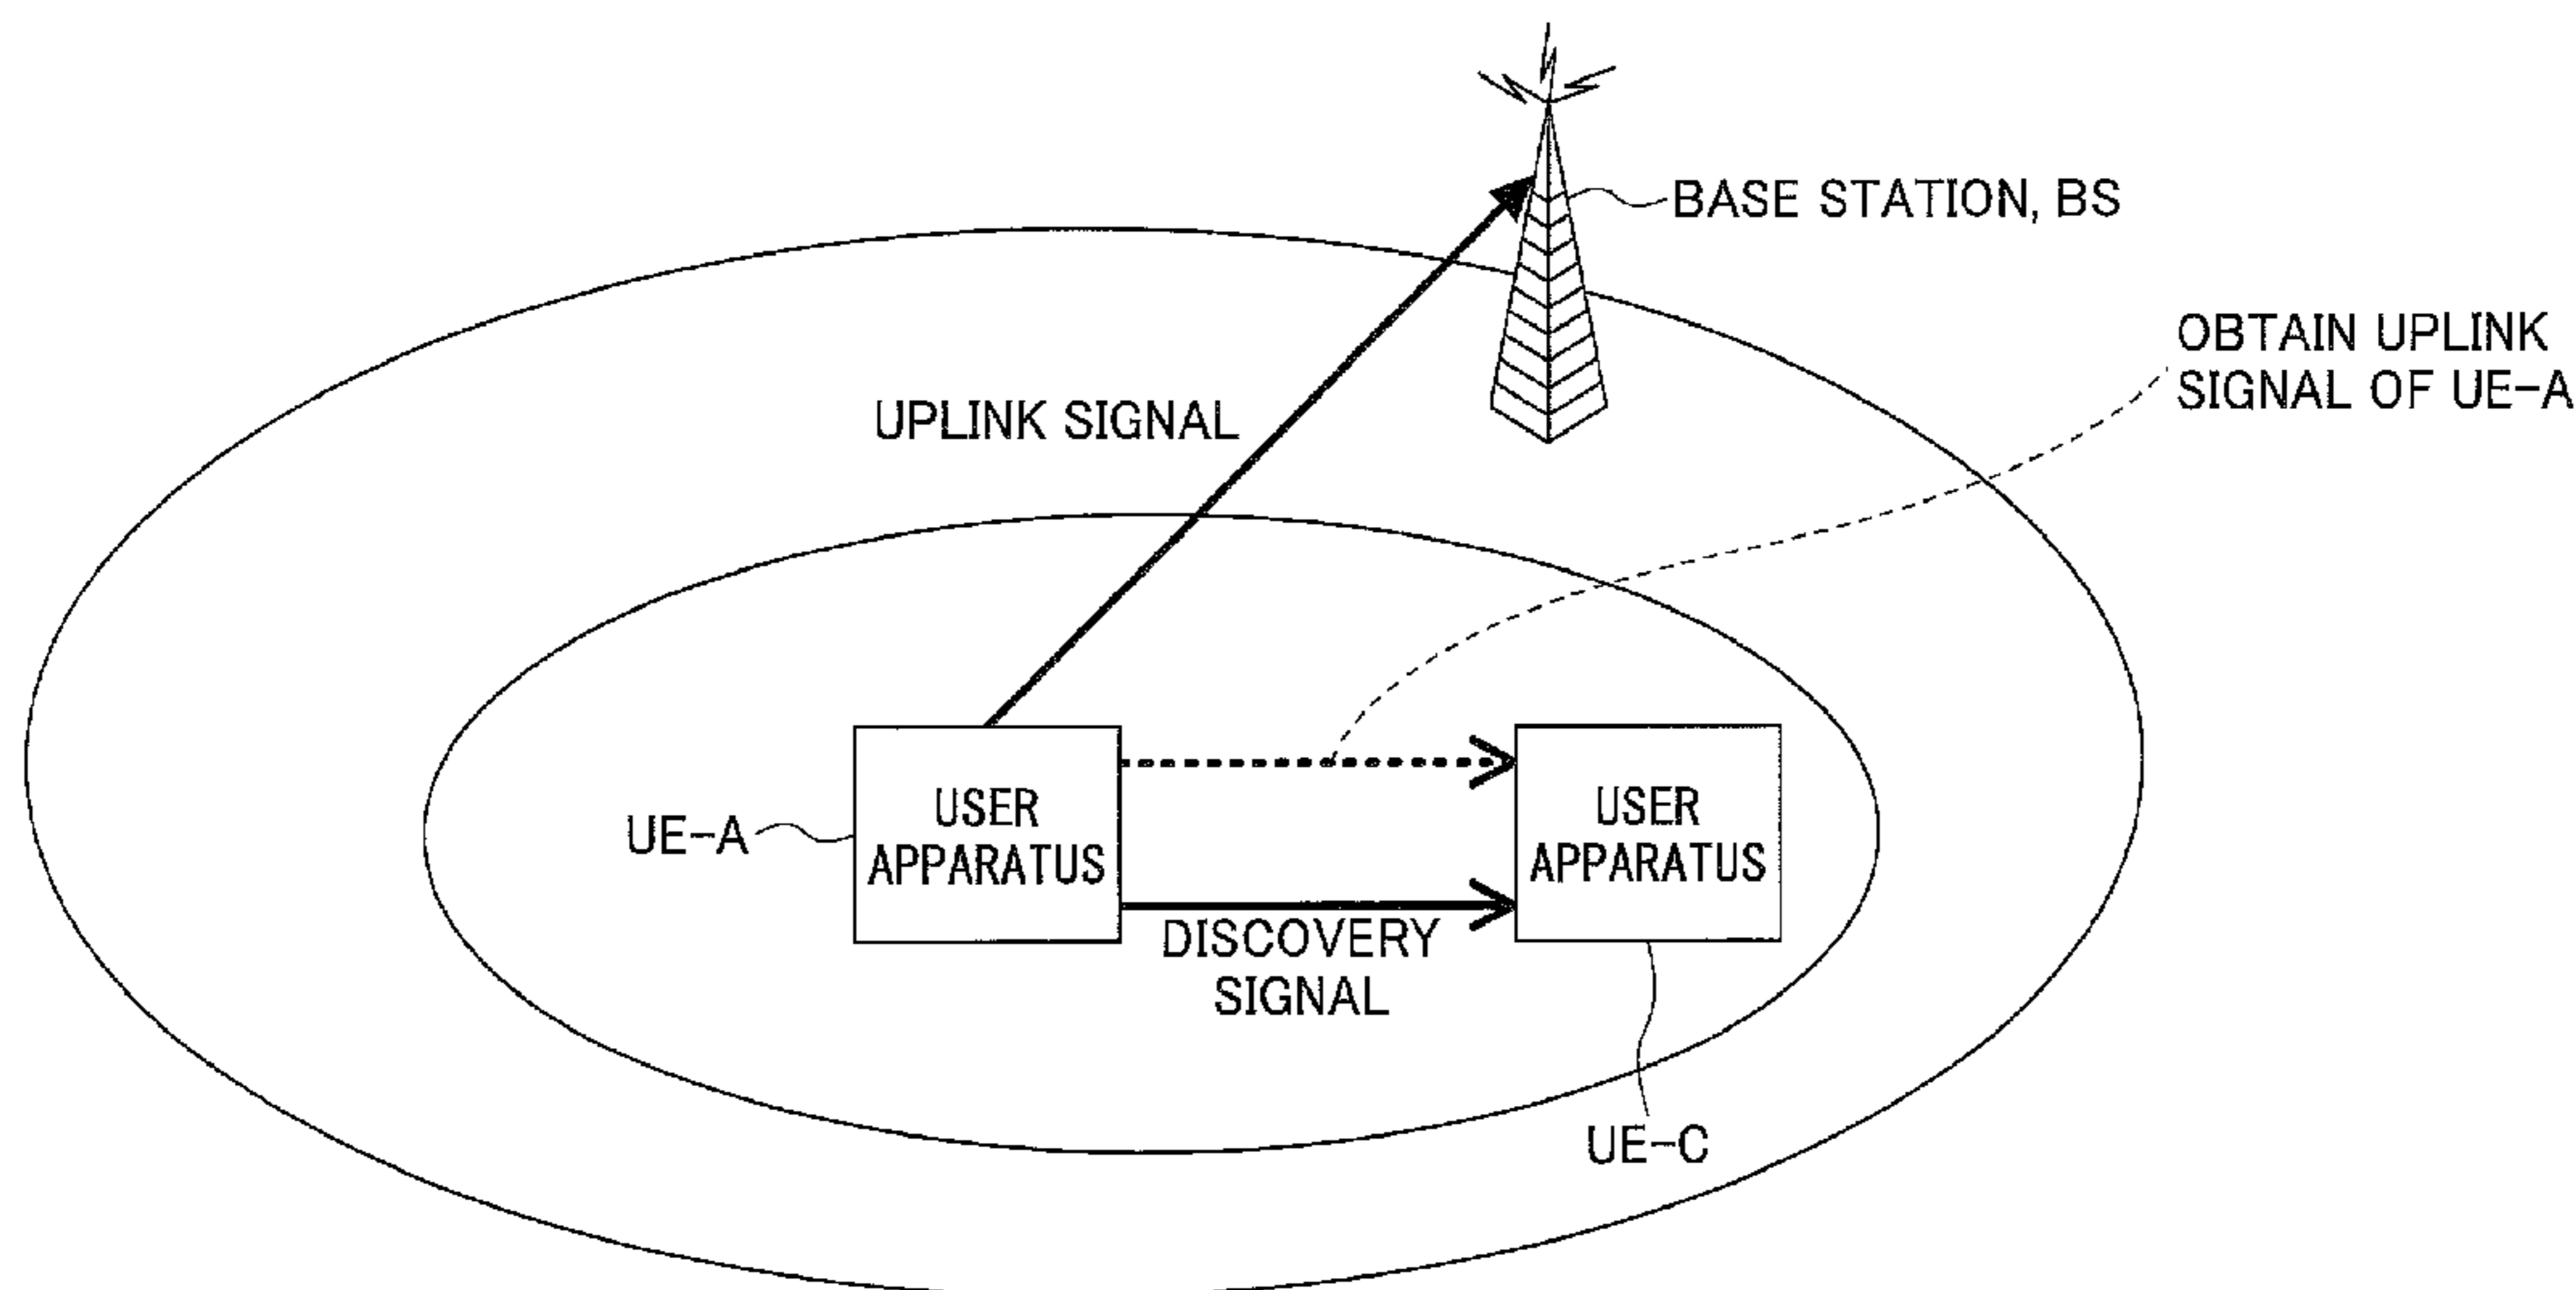 BASE STATION, BS
OBTAIN UPLINK
SIGNAL OF UE-A
UPLINK SIGNAL
UE-A
USER
APPARATUS
USER
APPARATUS
DISCOVERY
SIGNAL
UE-C